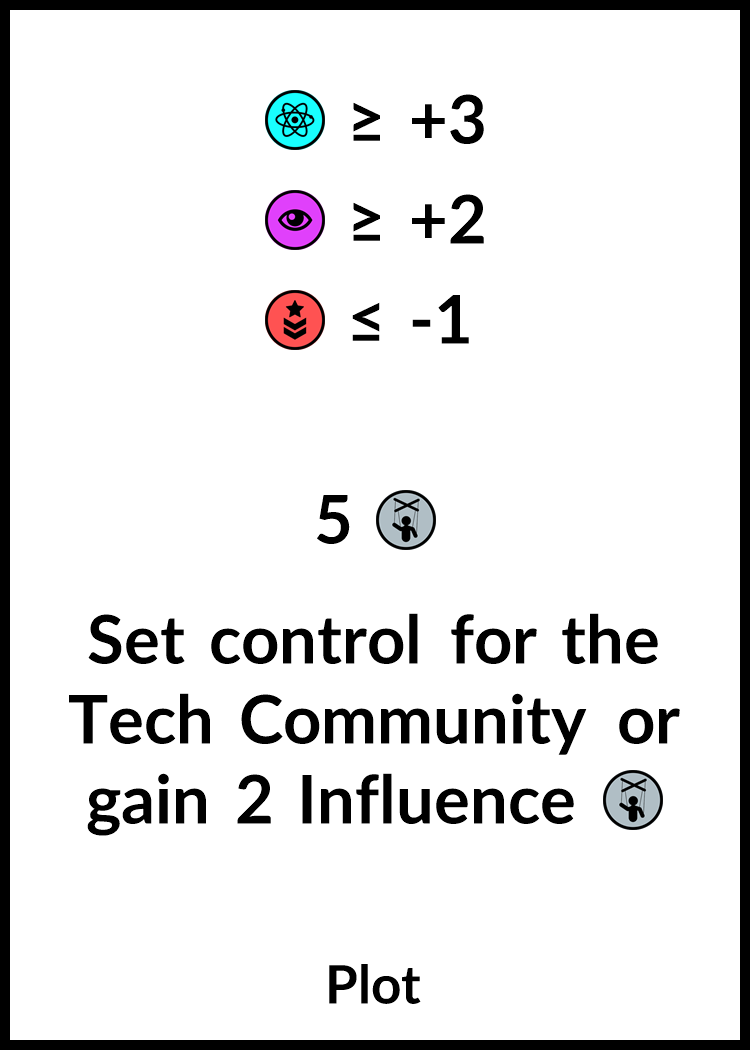 ≥ +3
≥ +2
≤ -1
5
Set control for the
Tech Community or
gain 2 Influence
Plot